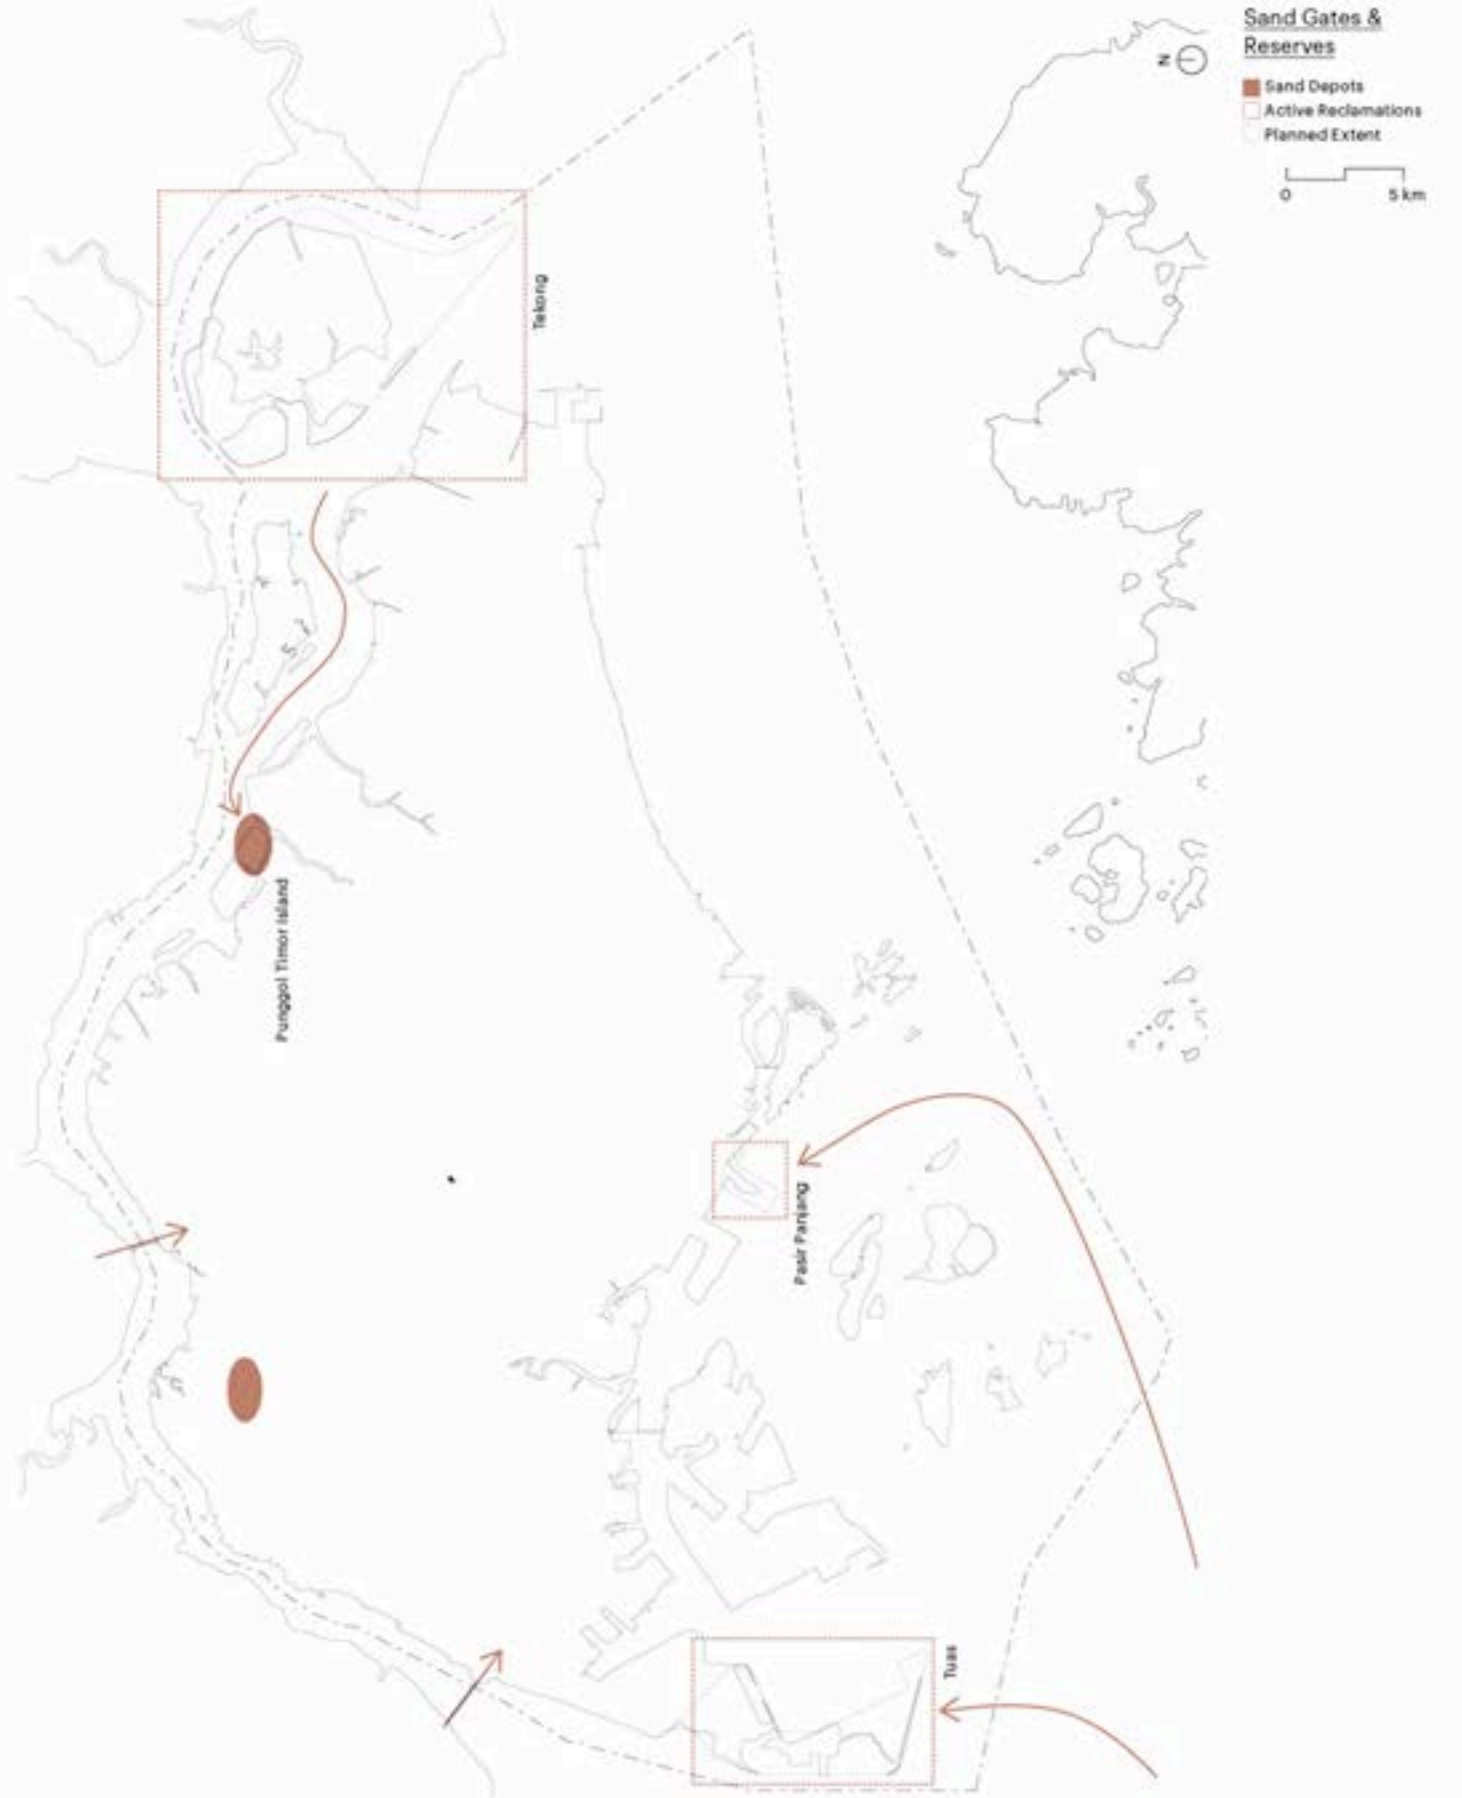 Sand Gates &
Reserves
N
Sand Depots
Active Reclamations
Planned Extent
0 5 km
Tekong
Punggol Timor Island
Pasir Panjang
Tuas